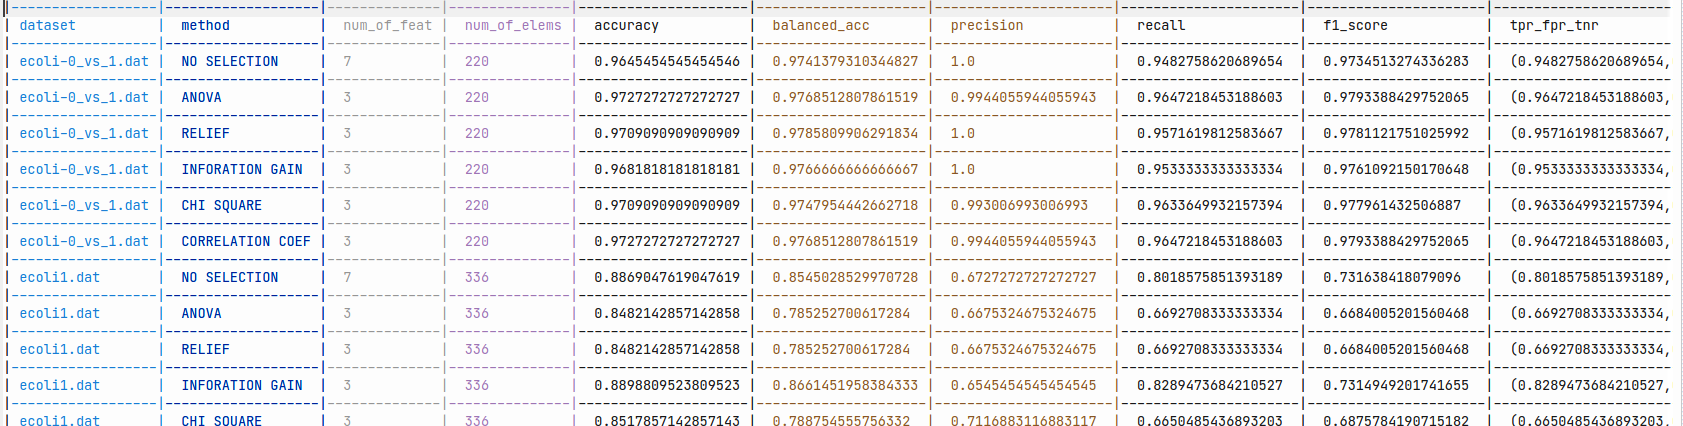 |-----------------|-------------------|--------------|---------------|---------------------|---------------------|----------------------|----------------------|----------------------|----------------------
| dataset | method | num_of_feat | num_of_elems | accuracy | balanced_acc | precision | recall | f1_score | tpr_fpr_tnr
| ecoli-0_vs_1.dat | NO SELECTION | 7 | 220 | 0.9645454545454546 | 0.9741379310344827 | 1.0 | 0.9482758620689654 | 0.9734513274336283 | (0.9482758620689654,
| ecoli-0_vs_1.dat | ANOVA | 3 | 220 | 0.9727272727272727 | 0.9768512807861519 | 0.9944055944055943 | 0.9647218453188603 | 0.9793388429752065 | (0.9647218453188603,
| ecoli-0_vs_1.dat | RELIEF | 3 | 220 | 0.9709090909090909 | 0.9785809906291834 | 1.0 | 0.9571619812583667 | 0.9781121751025992 | (0.9571619812583667,
| ecoli-0_vs_1.dat | INFORATION GAIN | 3 | 220 | 0.9681818181818181 | 0.9766666666666667 | 1.0 | 0.9533333333333334 | 0.9761092150170648 | (0.9533333333333334,
| ecoli-0_vs_1.dat | CHI SQUARE | 3 | 220 | 0.9709090909090909 | 0.9747954442662718 | 0.993006993006993 | 0.9633649932157394 | 0.977961432506887 | (0.9633649932157394,
| ecoli-0_vs_1.dat | CORRELATION COEF | 3 | 220 | 0.9727272727272727 | 0.9768512807861519 | 0.9944055944055943 | 0.9647218453188603 | 0.9793388429752065 | (0.9647218453188603,
| ecoli1.dat | NO SELECTION | 7 | 336 | 0.8869047619047619 | 0.8545028529970728 | 0.6727272727272727 | 0.8018575851393189 | 0.731638418079096 | (0.8018575851393189,
| ecoli1.dat | ANOVA | 3 | 336 | 0.8482142857142858 | 0.785252700617284 | 0.6675324675324675 | 0.6692708333333334 | 0.6684005201560468 | (0.6692708333333334,
| ecoli1.dat | RELIEF | 3 | 336 | 0.8482142857142858 | 0.785252700617284 | 0.6675324675324675 | 0.6692708333333334 | 0.6684005201560468 | (0.6692708333333334,
| ecoli1.dat | INFORATION GAIN | 3 | 336 | 0.8898809523809523 | 0.8661451958384333 | 0.6545454545454545 | 0.8289473684210527 | 0.7314949201741655 | (0.8289473684210527,
| ecoli1.dat | CHI SQUARE | 3 | 336 | 0.8517857142857143 | 0.788754555756332 | 0.7116883116883117 | 0.6650485436893203 | 0.6875784190715182 | (0.6650485436893203,